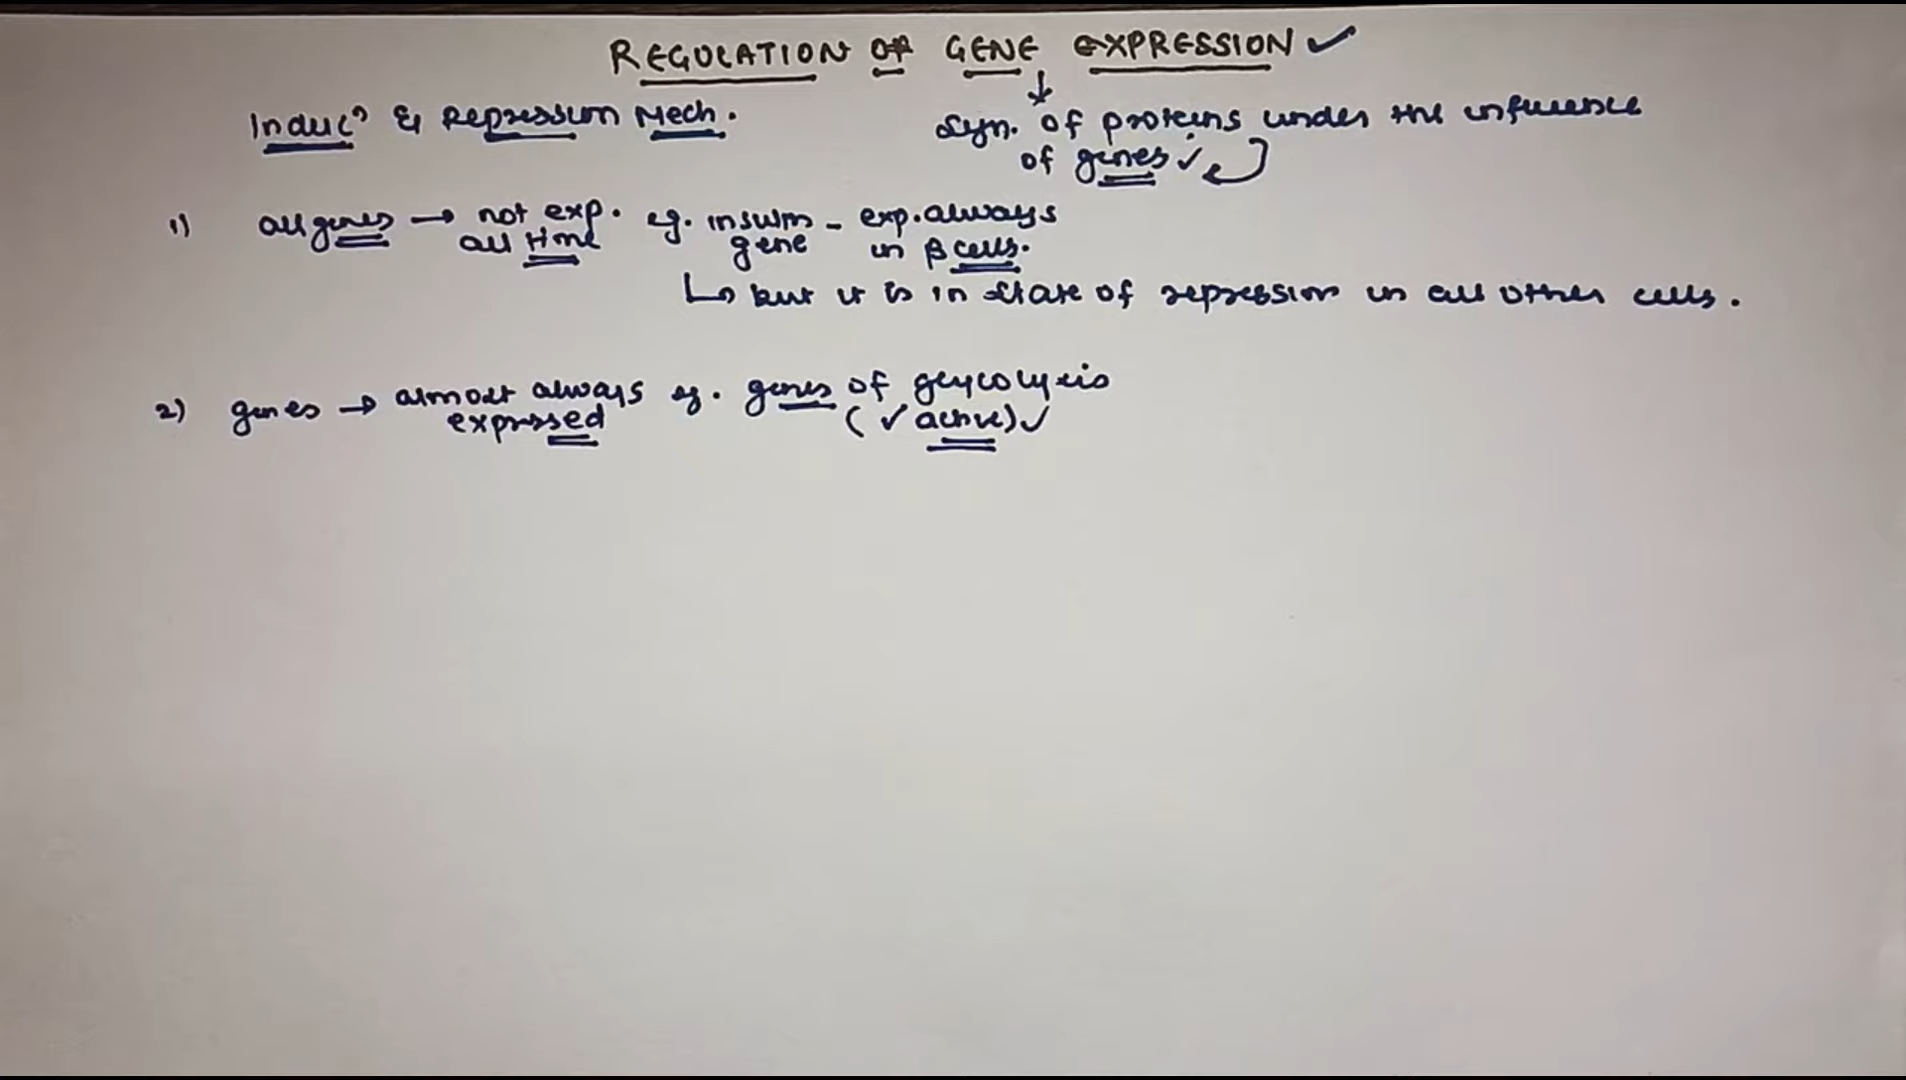 REGULATION OF GENE EXPRESSION ✓
↓
Induc^n & Repression Mech.
Syn. of proteins under the influence
of genes ✓
1) all genes → not exp. all time eg. insulin gene – exp. always in β cells.
↳ but it is in state of repression in all other cells.
2) genes → almost always expressed eg. genes of glycolysis
(✓ active) ✓